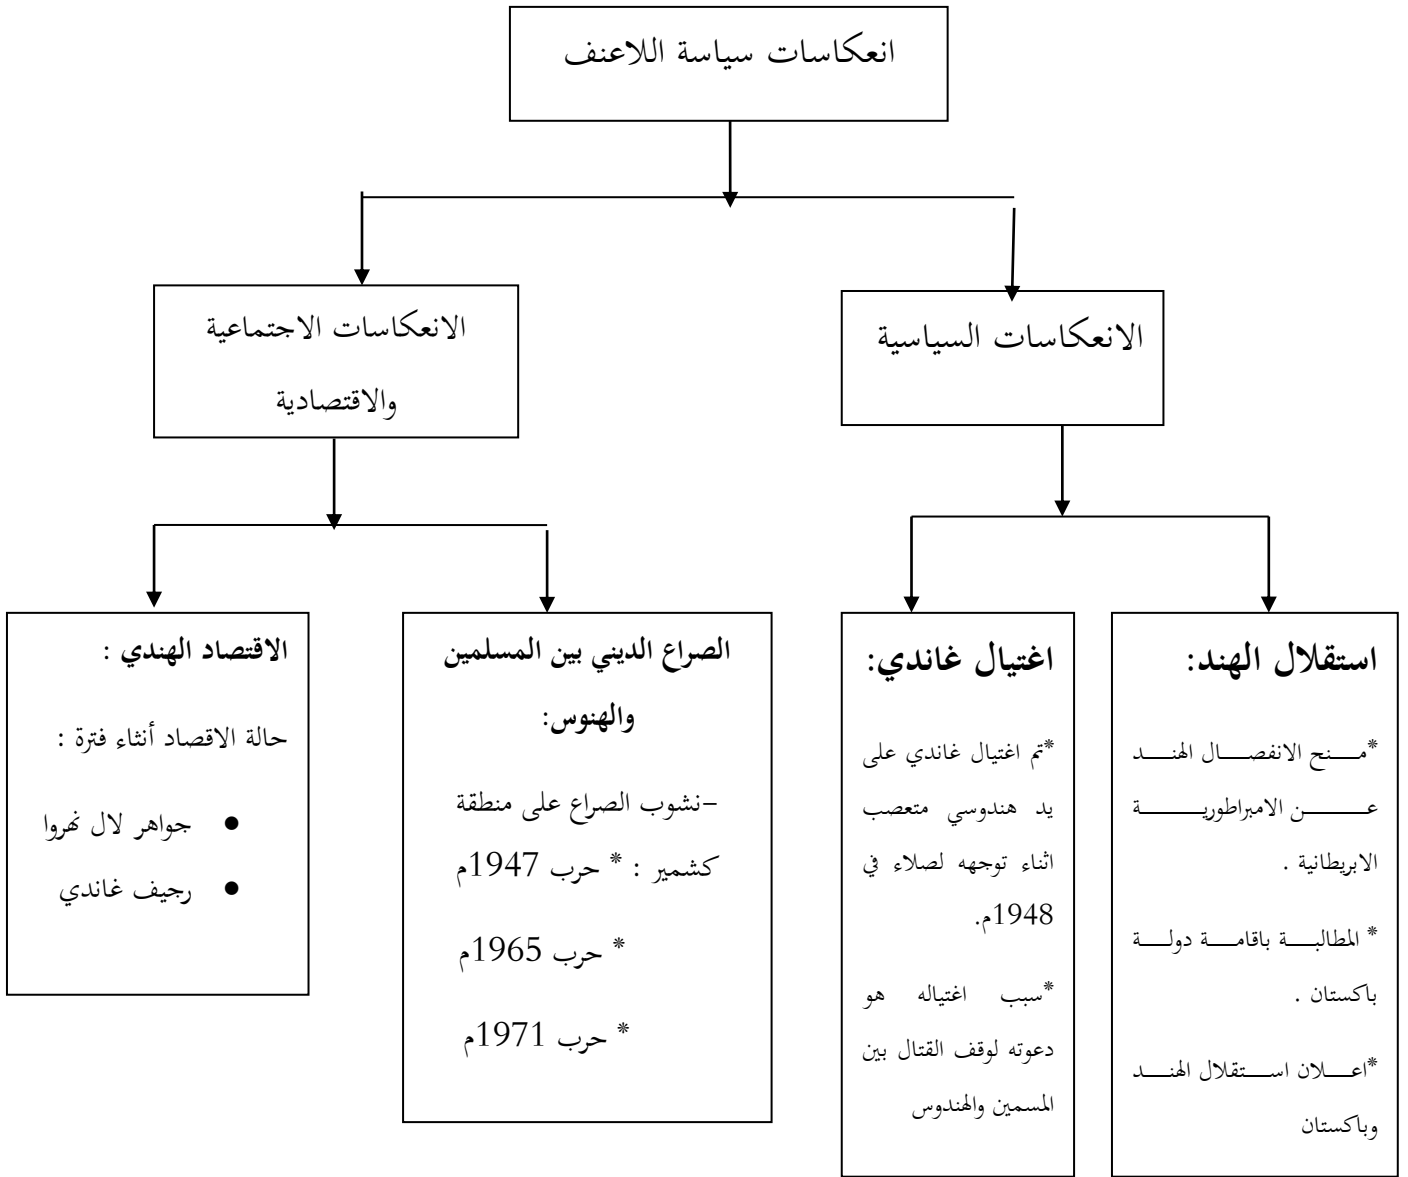 انعكاسات سياسة اللاعنف
الانعكاسات السياسية
الانعكاسات الاجتماعية
والاقتصادية
استقلال الهند:
*منح الانفصال الهند
عن الامبراطورية
الابريطانية .
* المطالبة باقامة دولة
باكستان .
*اعلان استقلال الهند
وباكستان
اغتيال غاندي:
*تم اغتيال غاندي على
يد هندوسي متعصب
اثناء توجهه لصلاء في
1948م.
*سبب اغتياله هو
دعوته لوقف القتال بين
المسمين والهندوس
الصراع الديني بين المسلمين
والهنوس:
-نشوب الصراع على منطقة
كشمير : * حرب 1947م
* حرب 1965م
* حرب 1971م
الاقتصاد الهندي :
حالة الاقصاد أنثاء فترة :
● جواهر لال نهروا
● رجيف غاندي